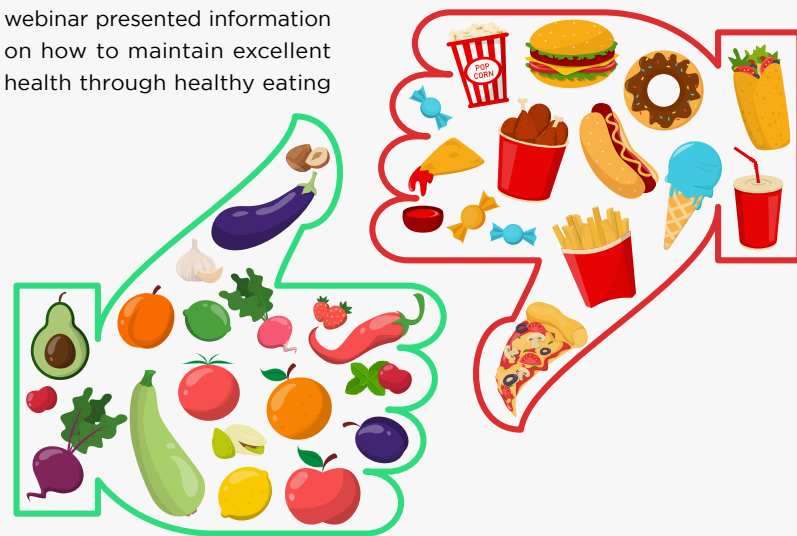 webinar presented information
on how to maintain excellent
health through healthy eating
POP
CORN